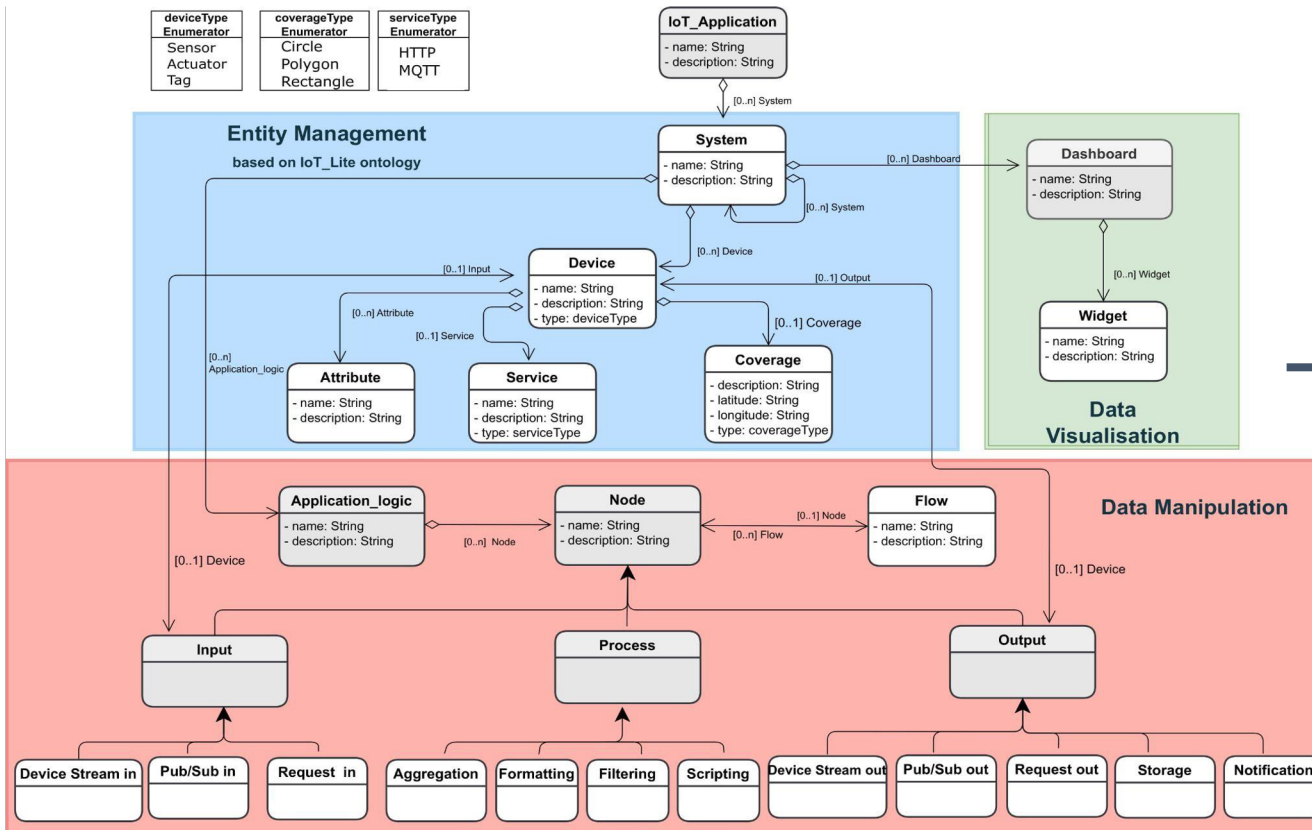 deviceType
Enumerator
Sensor
Actuator
Tag
coverageType
Enumerator
Circle
Polygon
Rectangle
serviceType
Enumerator
HTTP
MQTT
IoT_Application
- name: String
- description: String
[0..n] System
Entity Management
based on IoT_Lite ontology
System
- name: String
- description: String
[0..n] Dashboard
[0..n] System
[0..n] Device
Dashboard
- name: String
- description: String
[0..n] Widget
Widget
- name: String
- description: String
Data
Visualisation
[0..1] Input
Device
- name: String
- description: String
- type: deviceType
[0..1] Output
[0..n] Attribute
[0..1] Service
[0..1] Coverage
[0..n]
Application_logic
Attribute
- name: String
- description: String
Service
- name: String
- description: String
- type: serviceType
Coverage
- description: String
- latitude: String
- longitude: String
- type: coverageType
Data Manipulation
Application_logic
- name: String
- description: String
[0..n] Node
Node
- name: String
- description: String
[0..1] Node
[0..n] Flow
Flow
- name: String
- description: String
[0..1] Device
[0..1] Device
Input
Process
Output
Device Stream in
Pub/Sub in
Request in
Aggregation
Formatting
Filtering
Scripting
Device Stream out
Pub/Sub out
Request out
Storage
Notification